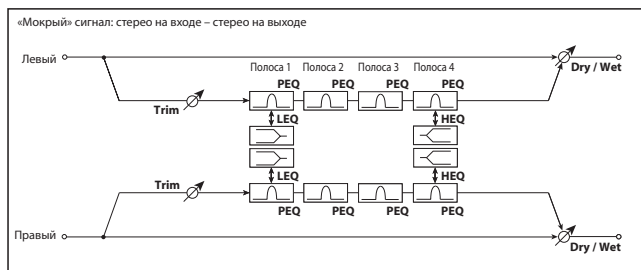 «Мокрый» сигнал: стерео на входе – стерео на выходе
Левый
Полоса 1 Полоса 2 Полоса 3 Полоса 4
Dry / Wet
PEQ PEQ PEQ PEQ
Trim
LEQ HEQ
Trim
LEQ HEQ
PEQ PEQ PEQ PEQ
Правый
Dry / Wet